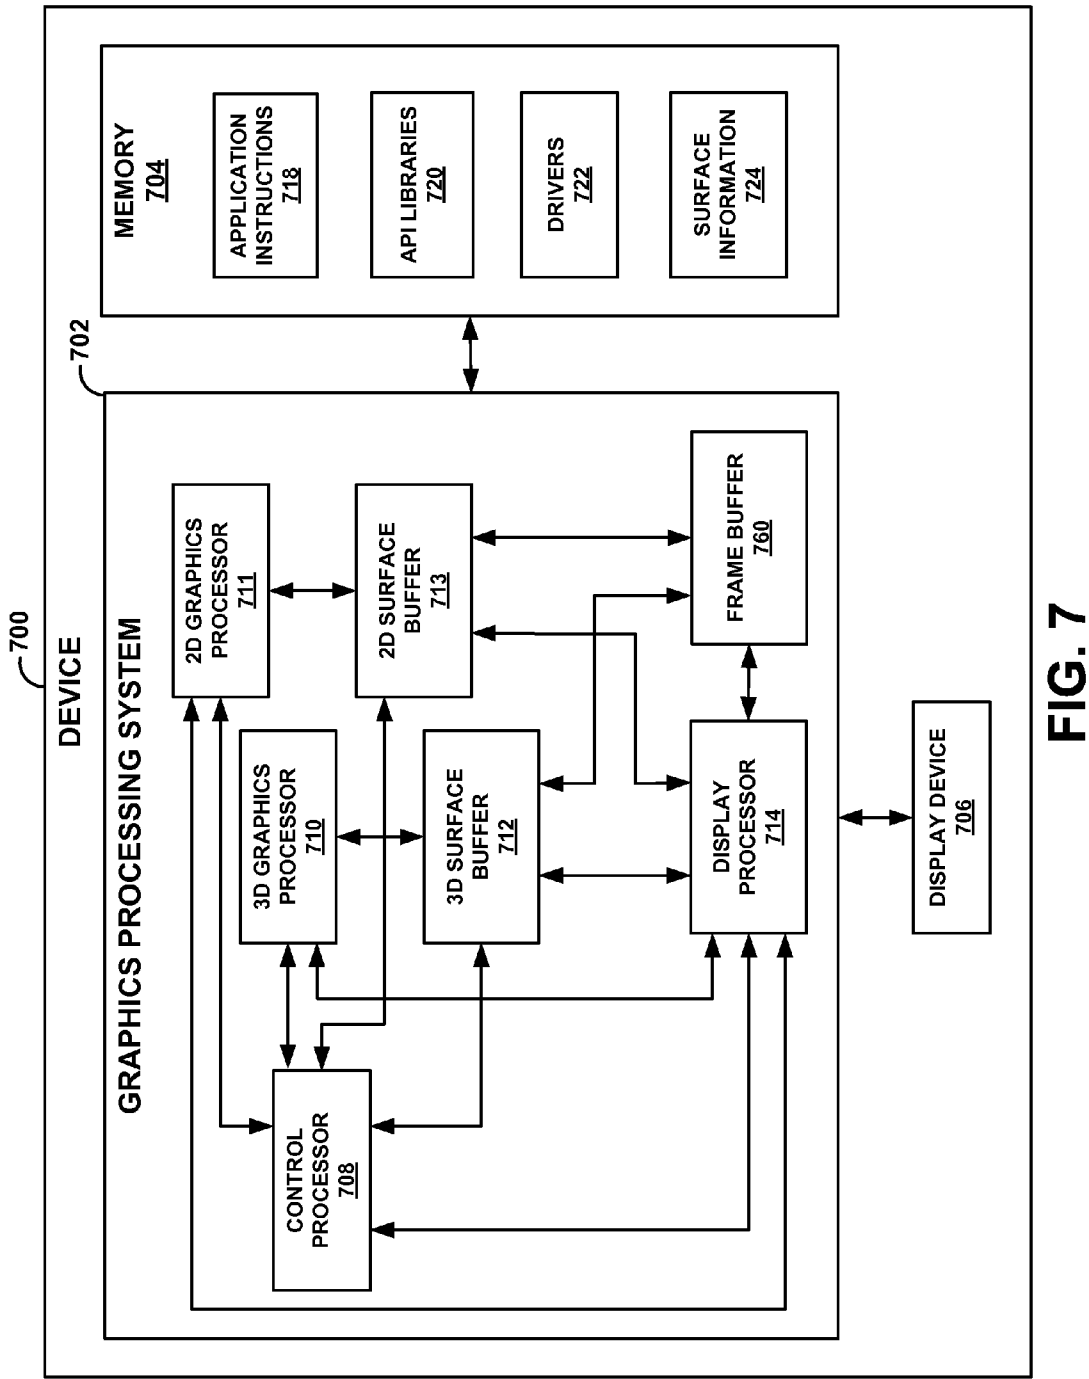 700
DEVICE
GRAPHICS PROCESSING SYSTEM
702
CONTROL
PROCESSOR
708
3D GRAPHICS
PROCESSOR
710
2D GRAPHICS
PROCESSOR
711
3D SURFACE
BUFFER
712
2D SURFACE
BUFFER
713
DISPLAY
PROCESSOR
714
FRAME BUFFER
760
MEMORY
704
APPLICATION
INSTRUCTIONS
718
API LIBRARIES
720
DRIVERS
722
SURFACE
INFORMATION
724
DISPLAY DEVICE
706
FIG. 7